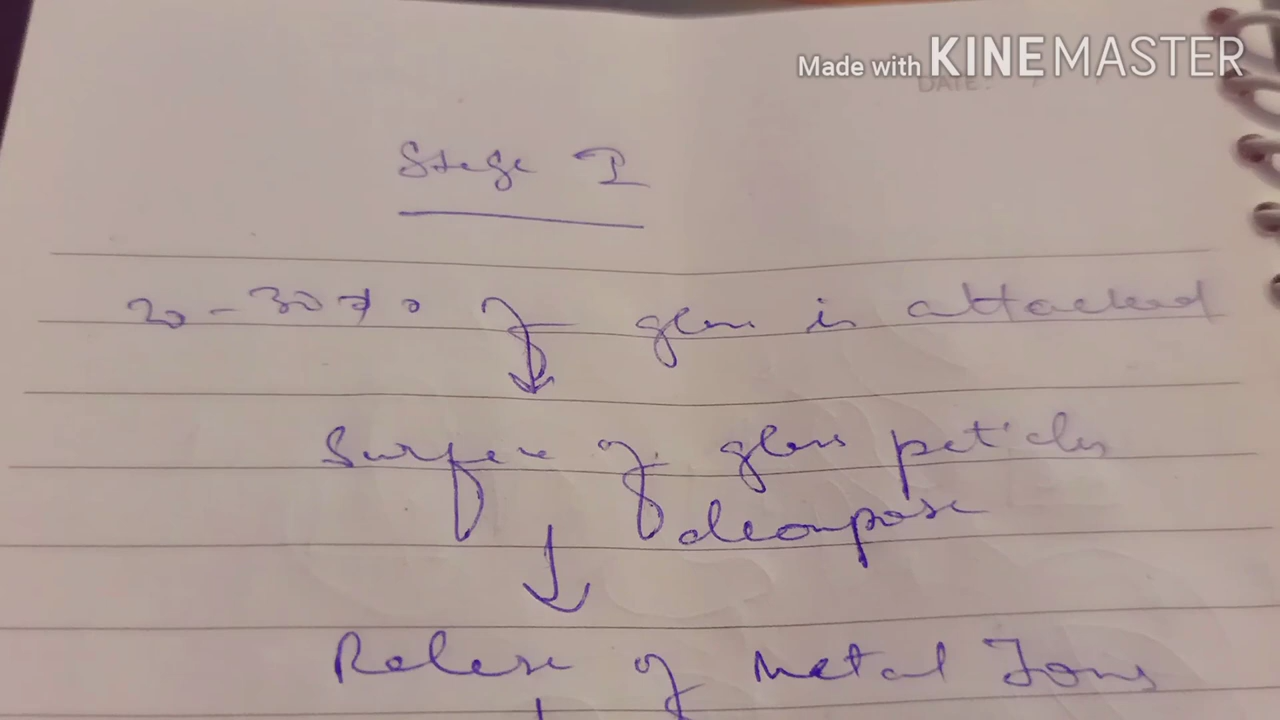 Made with KINEMASTER
DATE:
Stage I
20-30% of glass is attacked
Surface of glass particles
decompose
Release of Metal Ions